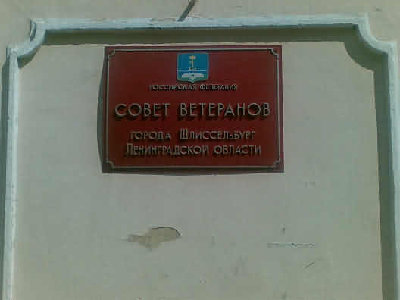 РОССИЙСКАЯ ФЕДЕРАЦИЯ
СОВЕТ ВЕТЕРАНОВ
ГОРОДА ШЛИССЕЛЬБУРГ
ЛЕНИНГРАДСКОЙ ОБЛАСТИ